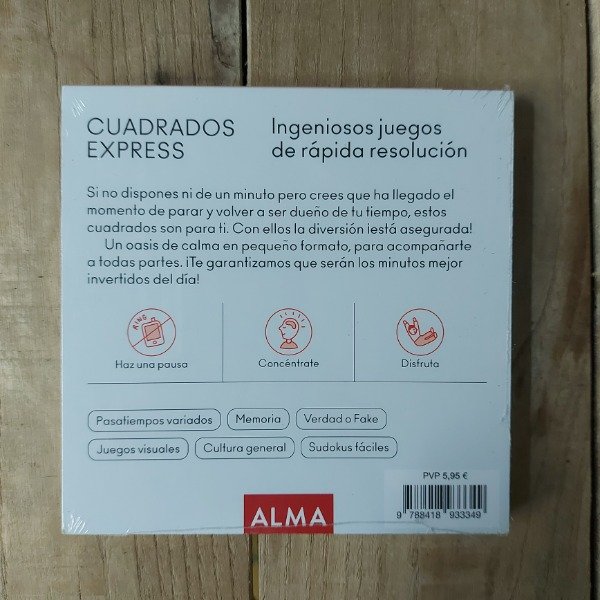 CUADRADOS
EXPRESS
Ingeniosos juegos
de rápida resolución
Si no dispones ni de un minuto pero crees que ha llegado el
momento de parar y volver a ser dueño de tu tiempo, estos
cuadrados son para ti. Con ellos la diversión ¡está asegurada!
Un oasis de calma en pequeño formato, para acompañarte
a todas partes. ¡Te garantizamos que serán los minutos mejor
invertidos del día!
RING
Haz una pausa
Concéntrate
Disfruta
Pasatiempos variados
Memoria
Verdad o Fake
Juegos visuales
Cultura general
Sudokus fáciles
PVP 5,95 €
9 788418 933349
ALMA